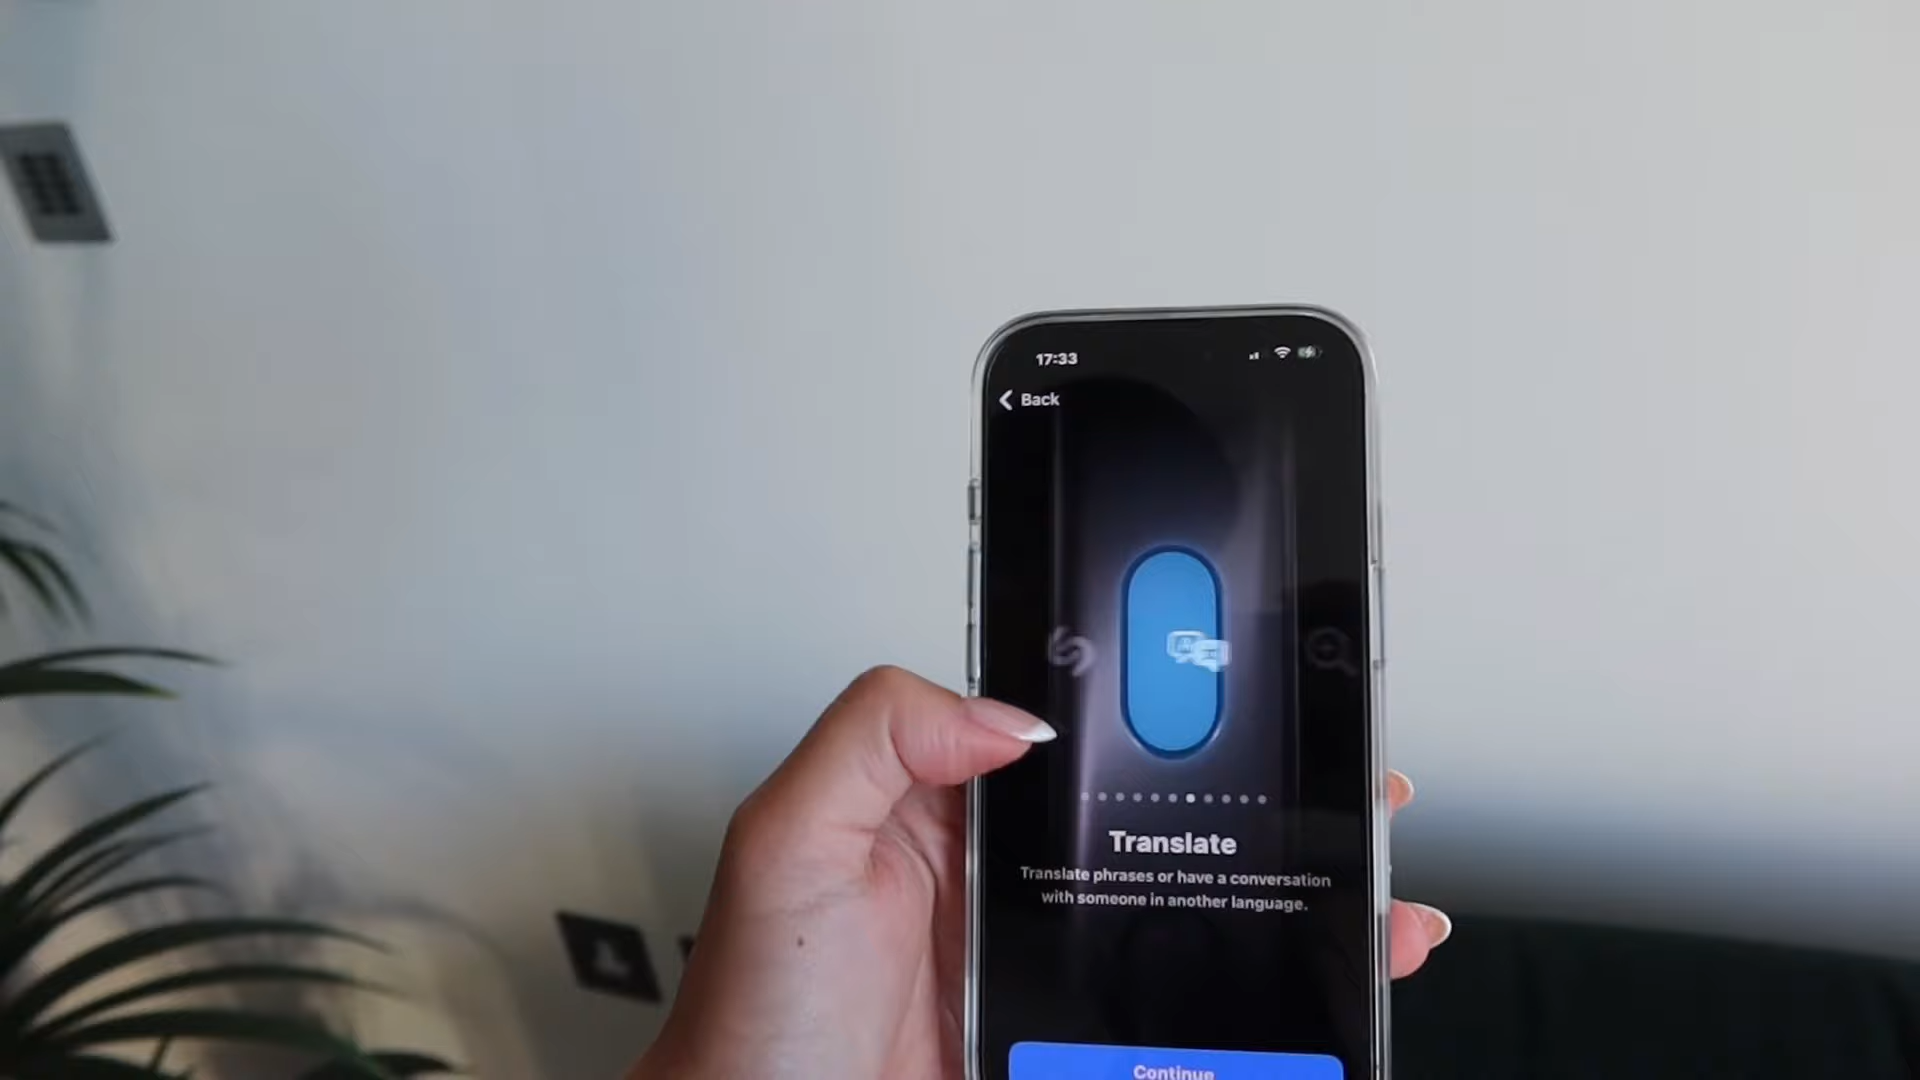 17:33
Back
Translate
Translate phrases or have a conversation
with someone in another language.
Continue